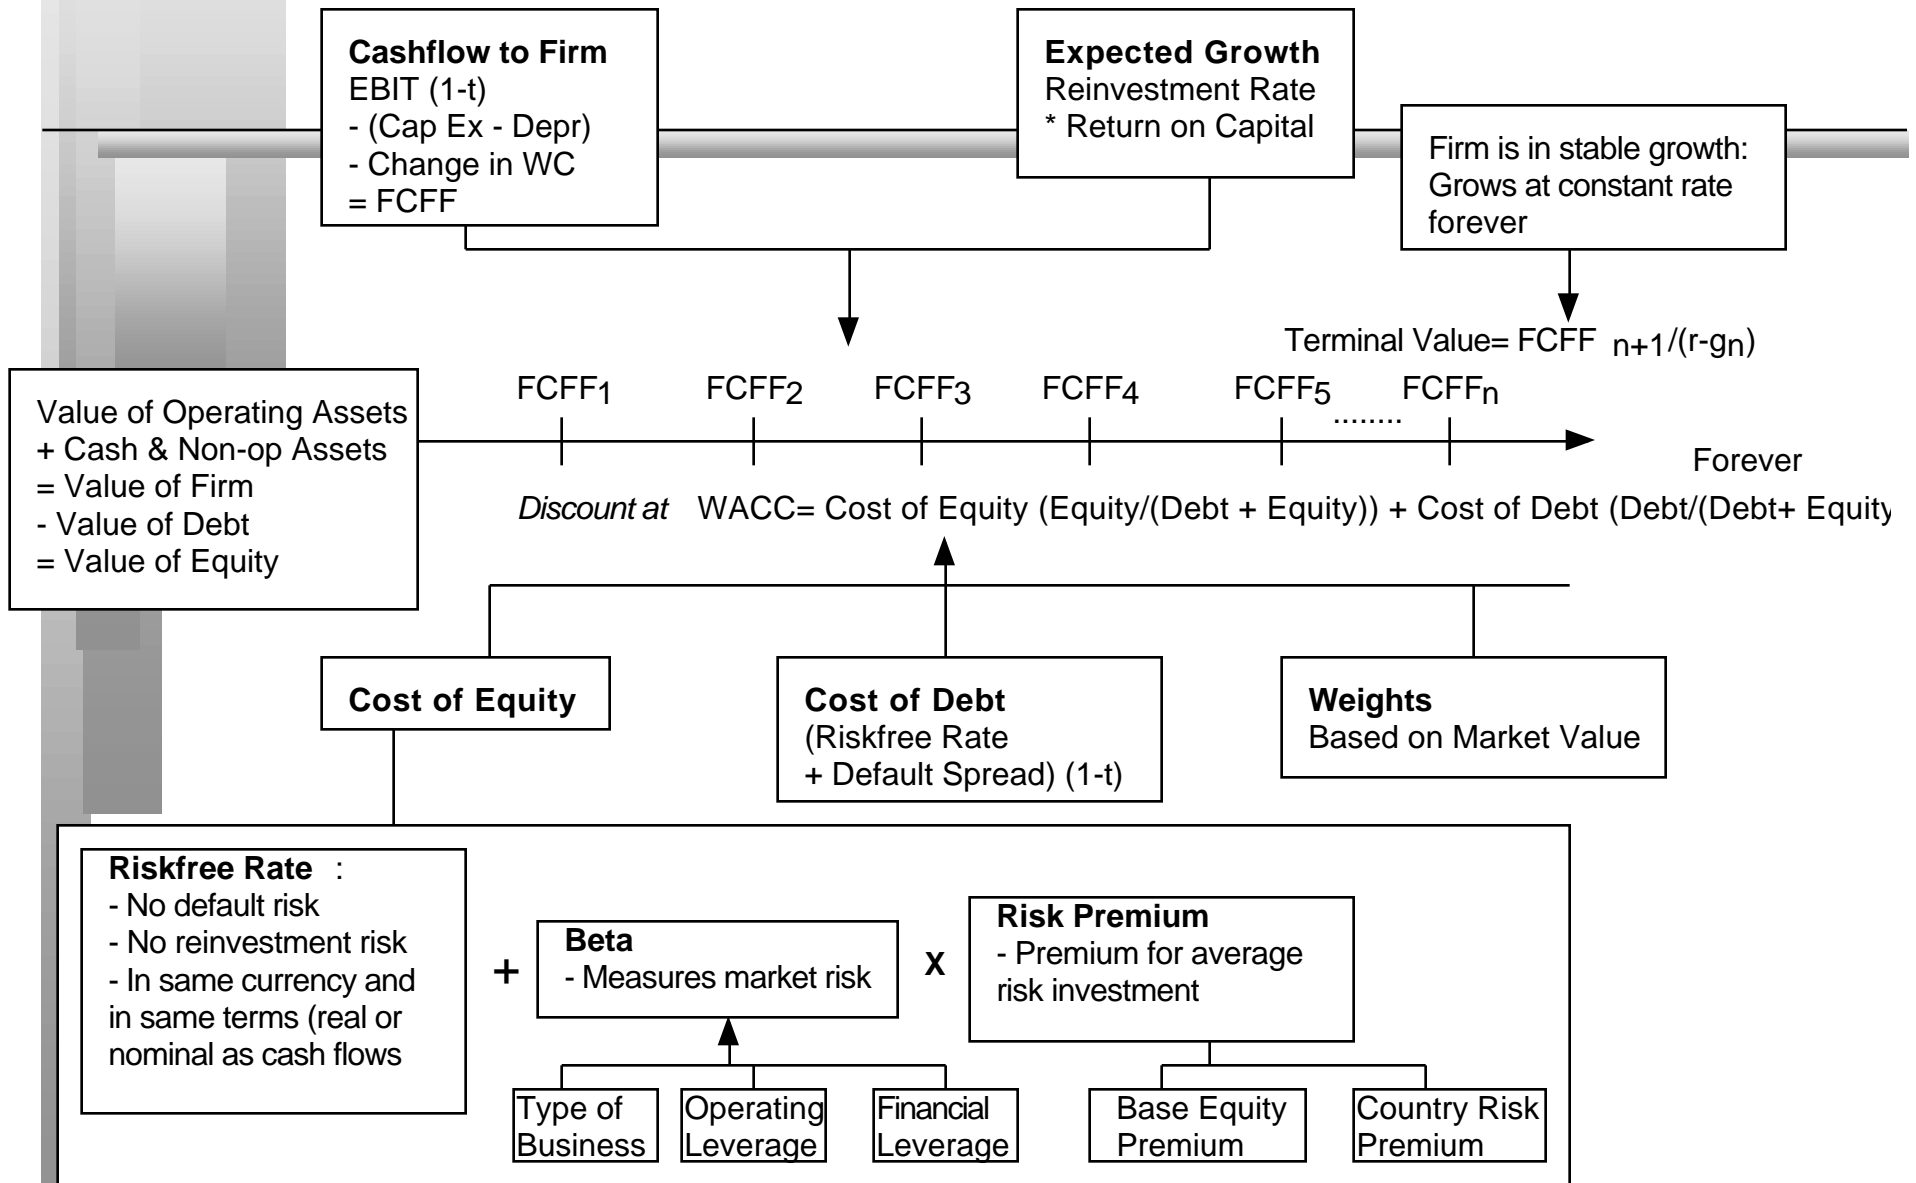 Cashflow to Firm
EBIT (1-t)
- (Cap Ex - Depr)
- Change in WC
= FCFF
Expected Growth
Reinvestment Rate
* Return on Capital
Firm is in stable growth:
Grows at constant rate
forever
Terminal Value= FCFF n+1/(r-gn)
FCFF1 FCFF2 FCFF3 FCFF4 FCFF5 ........ FCFFn
Forever
Value of Operating Assets
+ Cash & Non-op Assets
= Value of Firm
- Value of Debt
= Value of Equity
Discount at WACC= Cost of Equity (Equity/(Debt + Equity)) + Cost of Debt (Debt/(Debt+ Equity
Cost of Equity
Cost of Debt
(Riskfree Rate
+ Default Spread) (1-t)
Weights
Based on Market Value
Riskfree Rate :
- No default risk
- No reinvestment risk
- In same currency and
in same terms (real or
nominal as cash flows
+
Beta
- Measures market risk
X
Risk Premium
- Premium for average
risk investment
Type of
Business
Operating
Leverage
Financial
Leverage
Base Equity
Premium
Country Risk
Premium